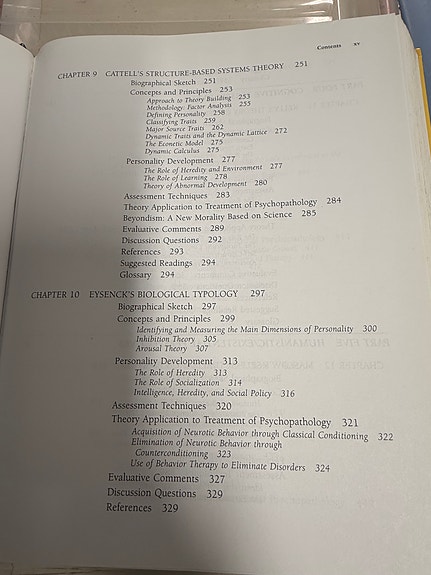 Contents xv
CHAPTER 9 CATTELL'S STRUCTURE-BASED SYSTEMS THEORY 251
Biographical Sketch 251
Concepts and Principles 253
Approach to Theory Building 253
Methodology: Factor Analysis 255
Defining Personality 258
Classifying Traits 259
Major Source Traits 262
Dynamic Traits and the Dynamic Lattice 272
The Econetic Model 275
Dynamic Calculus 275
Personality Development 277
The Role of Heredity and Environment 277
The Role of Learning 278
Theory of Abnormal Development 280
Assessment Techniques 283
Theory Application to Treatment of Psychopathology 284
Beyondism: A New Morality Based on Science 285
Evaluative Comments 289
Discussion Questions 292
References 293
Suggested Readings 294
Glossary 294
CHAPTER 10 EYSENCK'S BIOLOGICAL TYPOLOGY 297
Biographical Sketch 297
Concepts and Principles 299
Identifying and Measuring the Main Dimensions of Personality 300
Inhibition Theory 305
Arousal Theory 307
Personality Development 313
The Role of Heredity 313
The Role of Socialization 314
Intelligence, Heredity, and Social Policy 316
Assessment Techniques 320
Theory Application to Treatment of Psychopathology 321
Acquisition of Neurotic Behavior through Classical Conditioning 322
Elimination of Neurotic Behavior through
Counterconditioning 323
Use of Behavior Therapy to Eliminate Disorders 324
Evaluative Comments 327
Discussion Questions 329
References 329